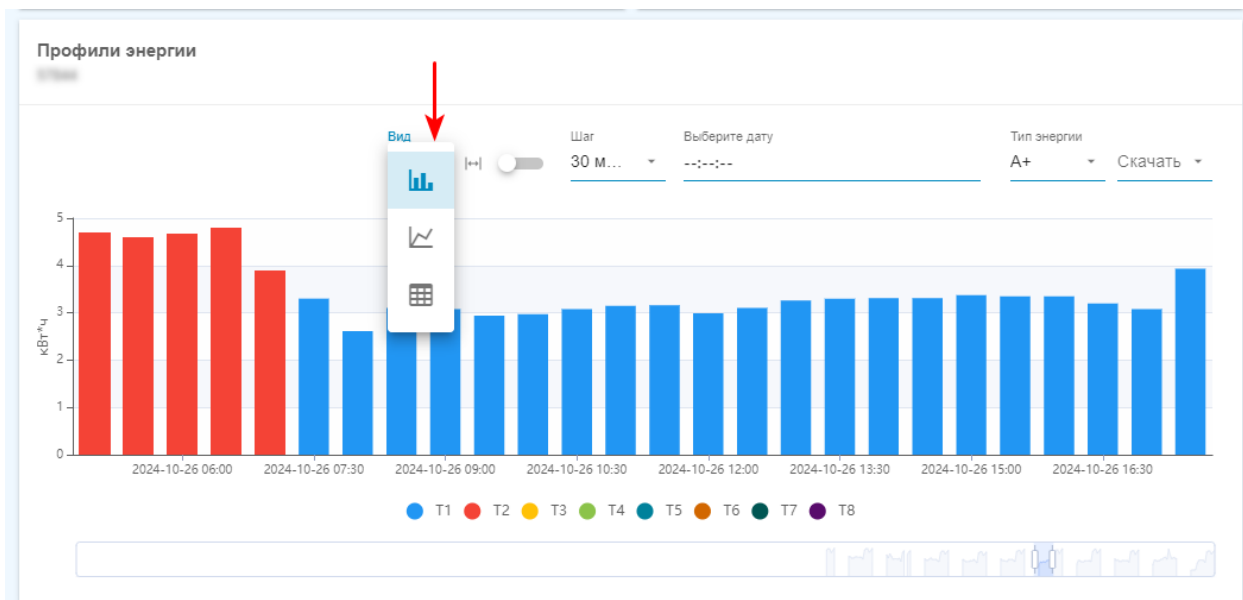 Профили энергии
Вид
Шаг
Выберите дату
Тип энергии
30 м...
--:--:--
A+
Скачать
5
4
3
2
1
0
кВт*ч
2024-10-26 06:00
2024-10-26 07:30
2024-10-26 09:00
2024-10-26 10:30
2024-10-26 12:00
2024-10-26 13:30
2024-10-26 15:00
2024-10-26 16:30
T1 T2 T3 T4 T5 T6 T7 T8